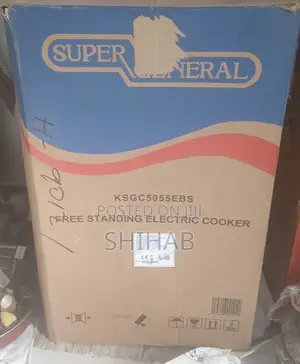 SUPER GENERAL
KSGC5055EBS
FREE STANDING ELECTRIC COOKER
POSTED ON Jiji
SHIHAB